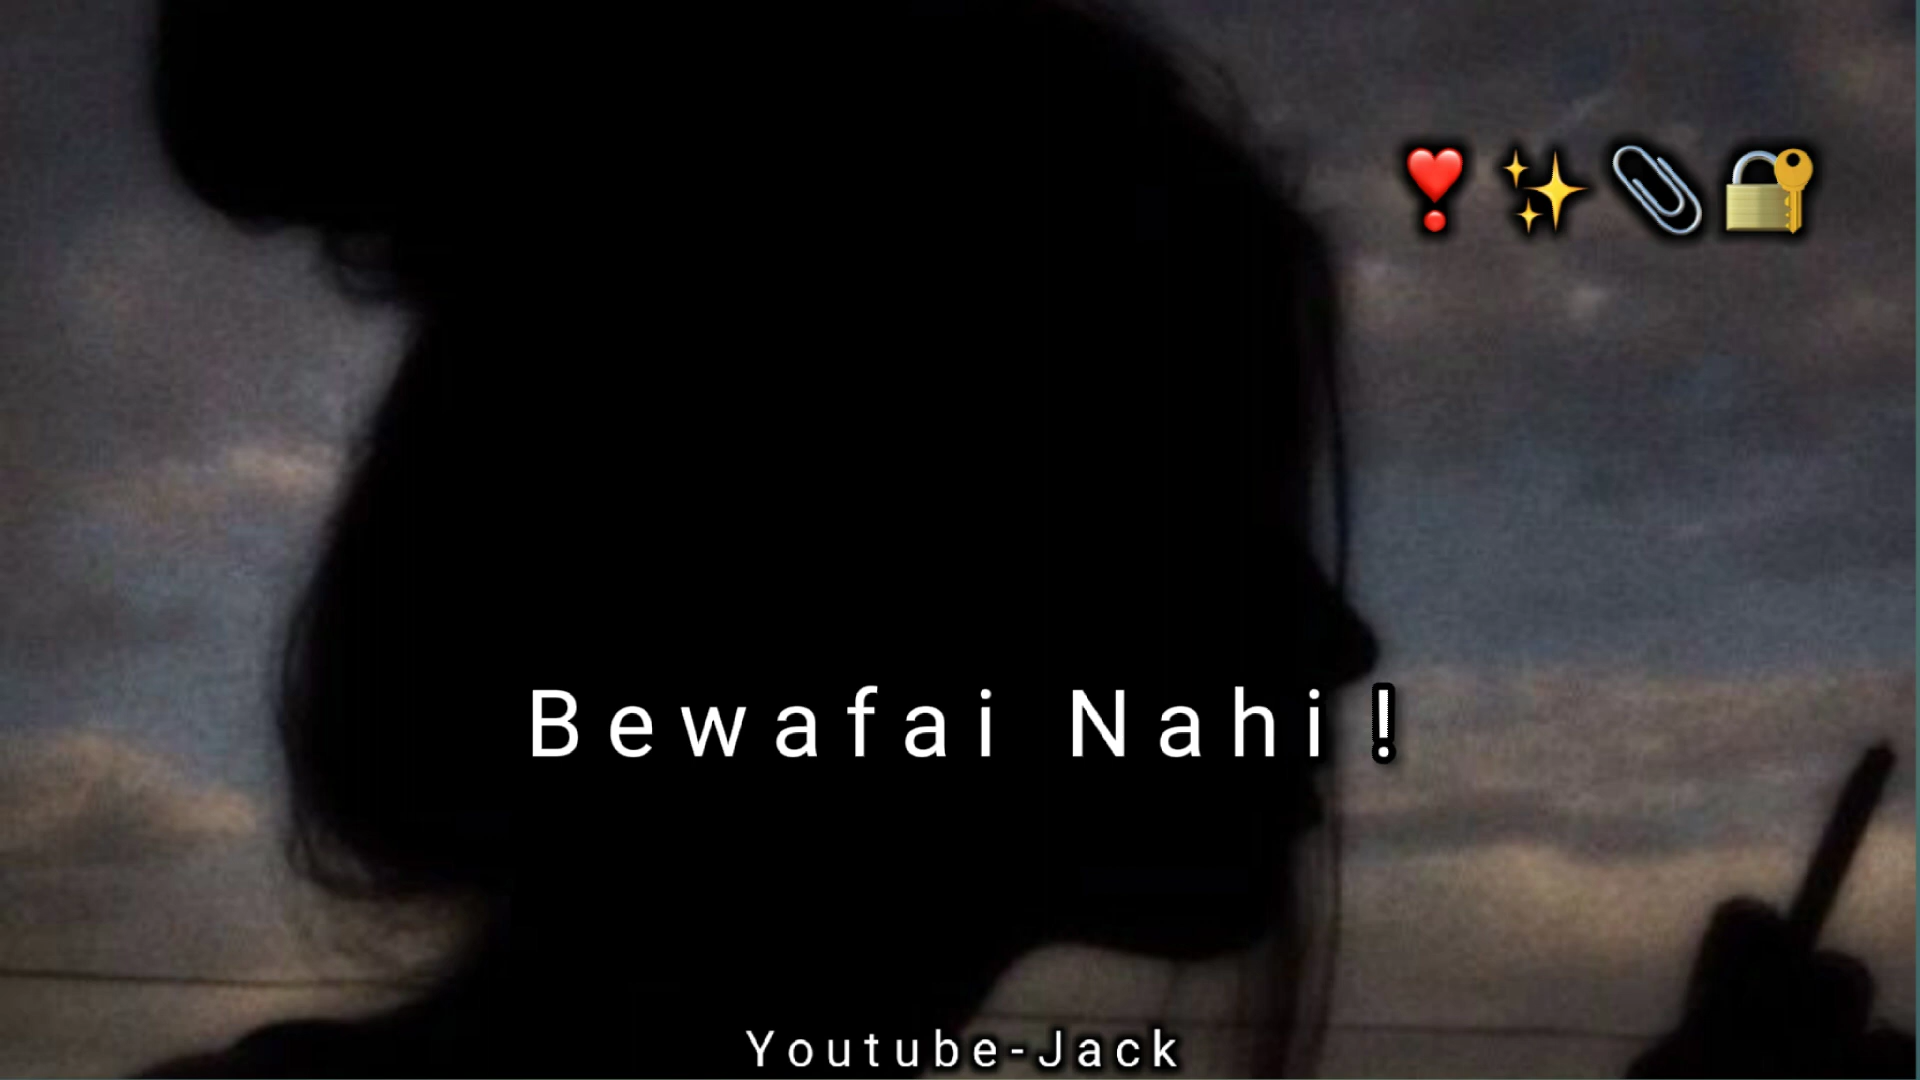 ❣️✨📎🔐
Bewafai Nahi!
Youtube-Jack